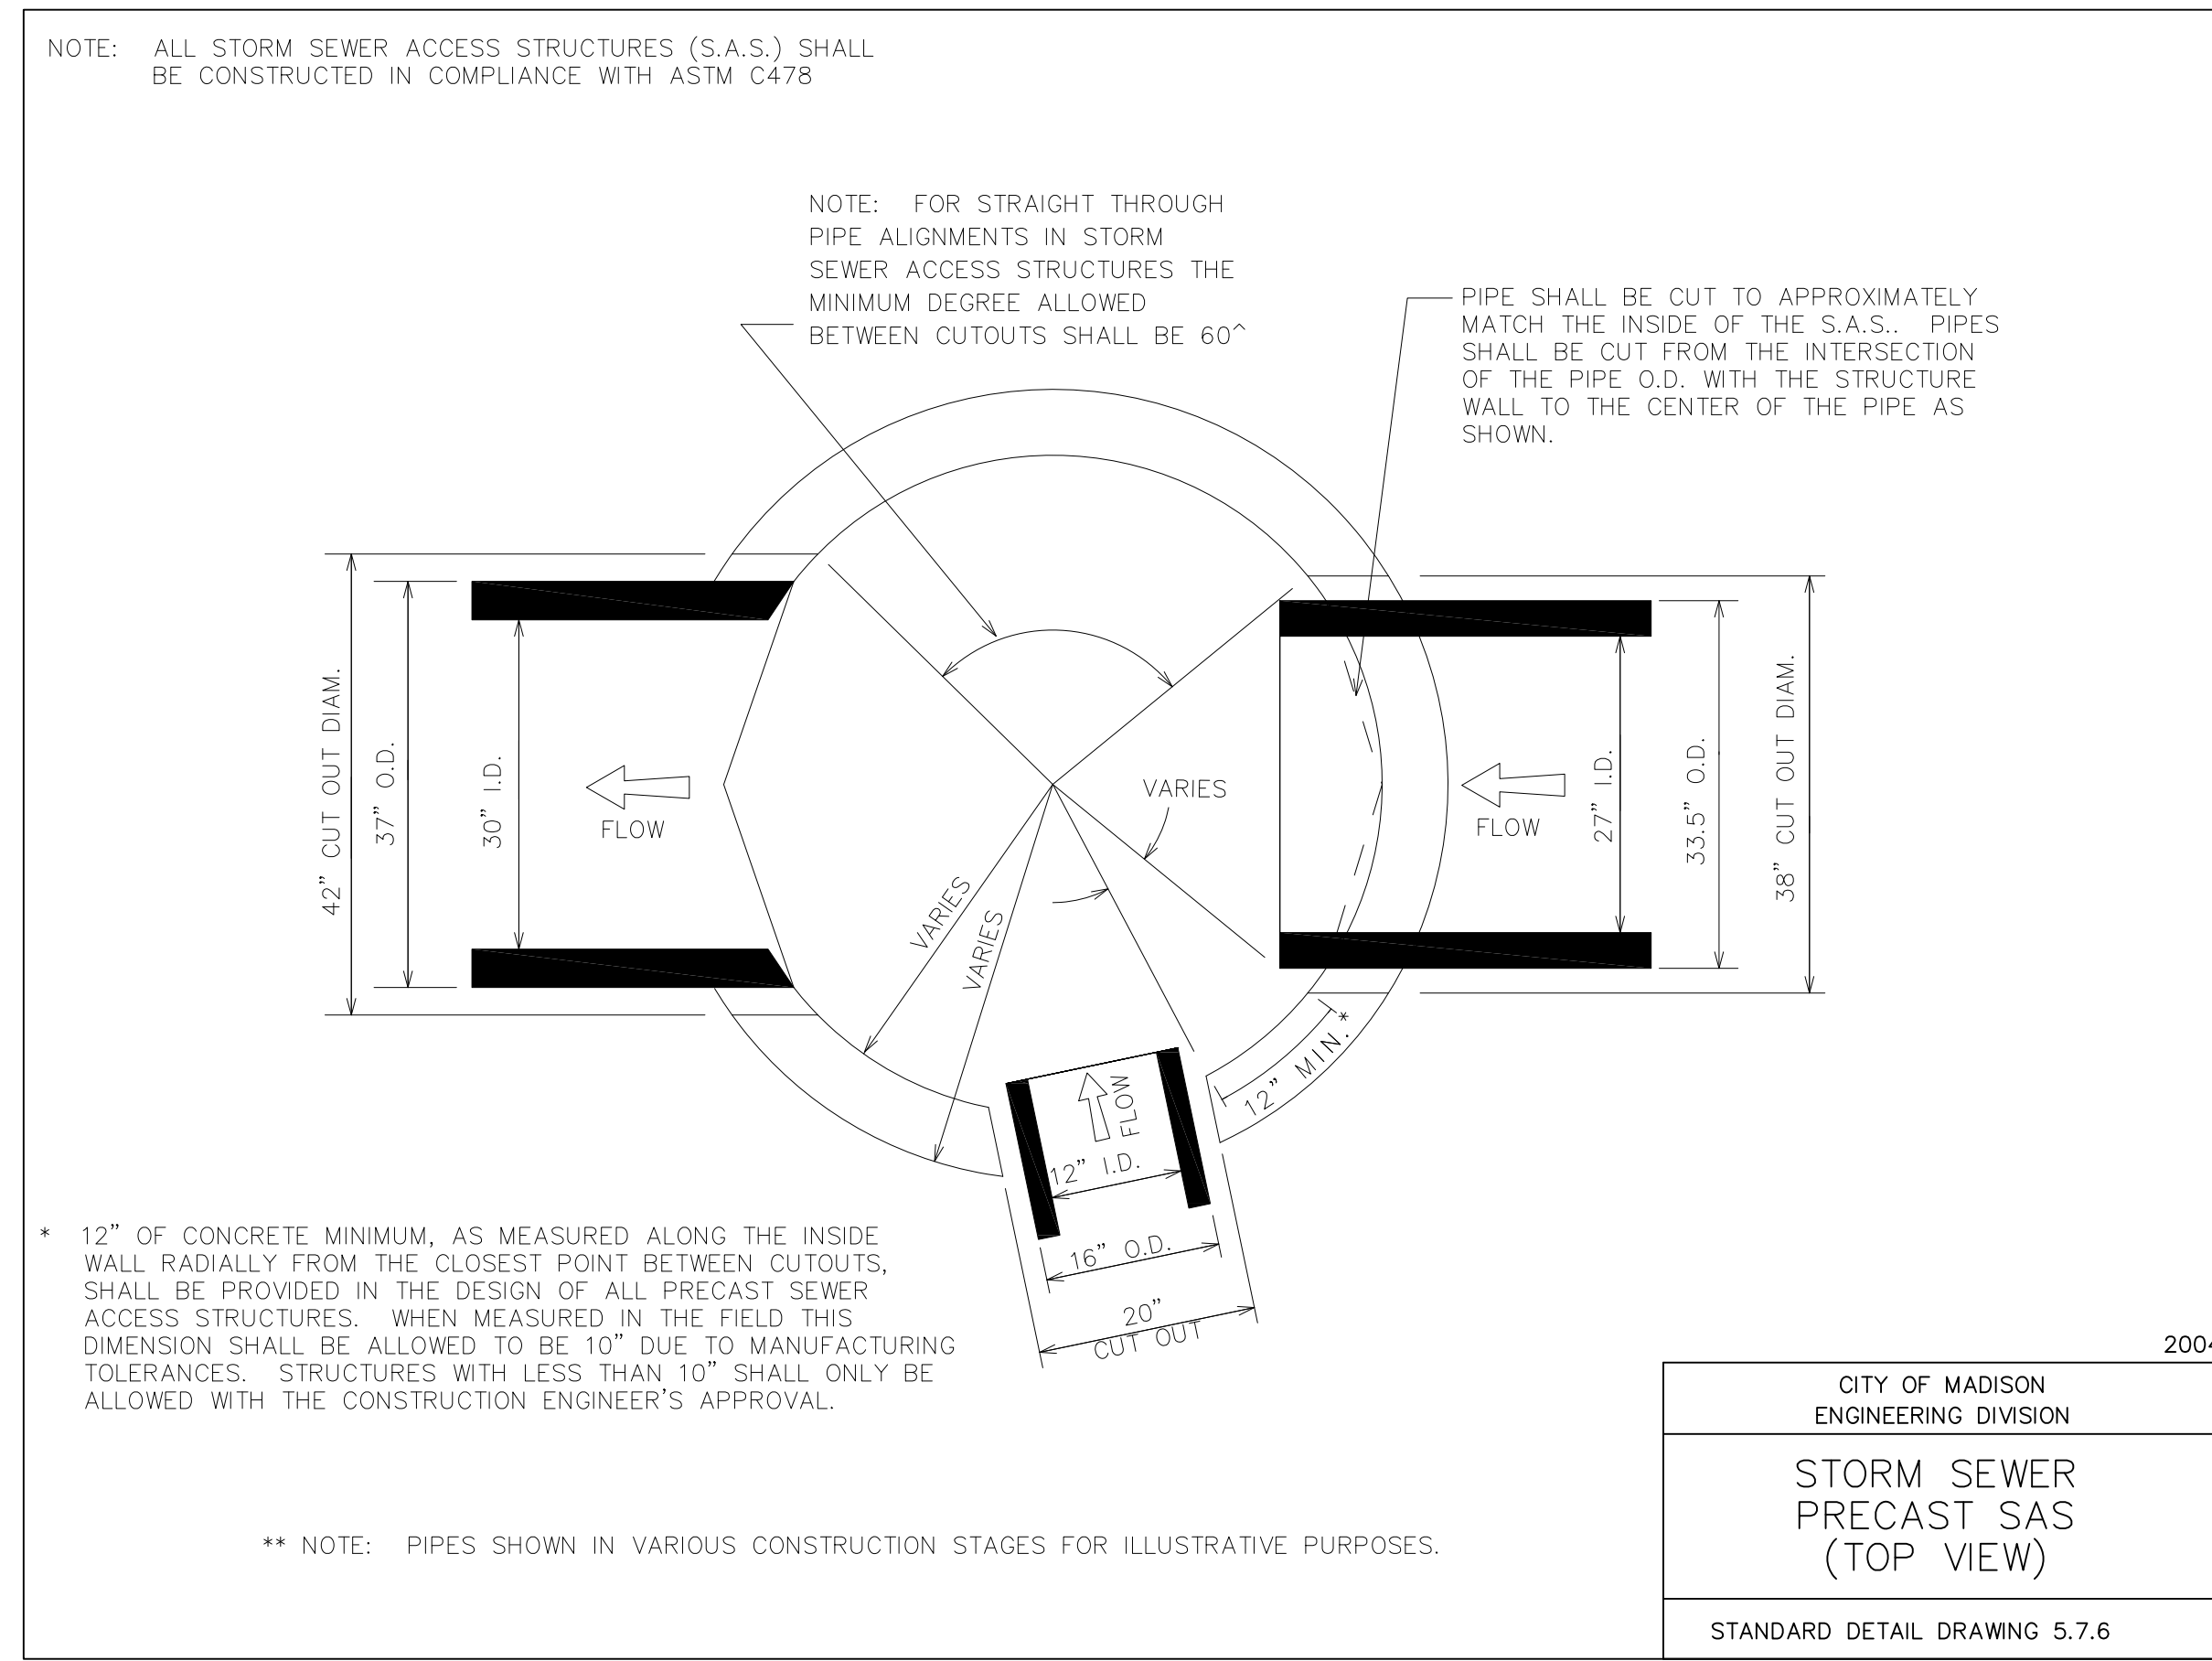 NOTE: ALL STORM SEWER ACCESS STRUCTURES (S.A.S.) SHALL
BE CONSTRUCTED IN COMPLIANCE WITH ASTM C478
NOTE: FOR STRAIGHT THROUGH
PIPE ALIGNMENTS IN STORM
SEWER ACCESS STRUCTURES THE
MINIMUM DEGREE ALLOWED
BETWEEN CUTOUTS SHALL BE 60^
PIPE SHALL BE CUT TO APPROXIMATELY
MATCH THE INSIDE OF THE S.A.S.. PIPES
SHALL BE CUT FROM THE INTERSECTION
OF THE PIPE O.D. WITH THE STRUCTURE
WALL TO THE CENTER OF THE PIPE AS
SHOWN.
42" CUT OUT DIAM.
37" O.D.
30" I.D.
FLOW
VARIES
VARIES
VARIES
FLOW
27" I.D.
33.5" O.D.
38" CUT OUT DIAM.
12" MIN.*
FLOW
12" I.D.
16" O.D.
20"
CUT OUT
* 12" OF CONCRETE MINIMUM, AS MEASURED ALONG THE INSIDE
WALL RADIALLY FROM THE CLOSEST POINT BETWEEN CUTOUTS,
SHALL BE PROVIDED IN THE DESIGN OF ALL PRECAST SEWER
ACCESS STRUCTURES. WHEN MEASURED IN THE FIELD THIS
DIMENSION SHALL BE ALLOWED TO BE 10" DUE TO MANUFACTURING
TOLERANCES. STRUCTURES WITH LESS THAN 10" SHALL ONLY BE
ALLOWED WITH THE CONSTRUCTION ENGINEER'S APPROVAL.
** NOTE: PIPES SHOWN IN VARIOUS CONSTRUCTION STAGES FOR ILLUSTRATIVE PURPOSES.
2004
CITY OF MADISON
ENGINEERING DIVISION
STORM SEWER
PRECAST SAS
(TOP VIEW)
STANDARD DETAIL DRAWING 5.7.6